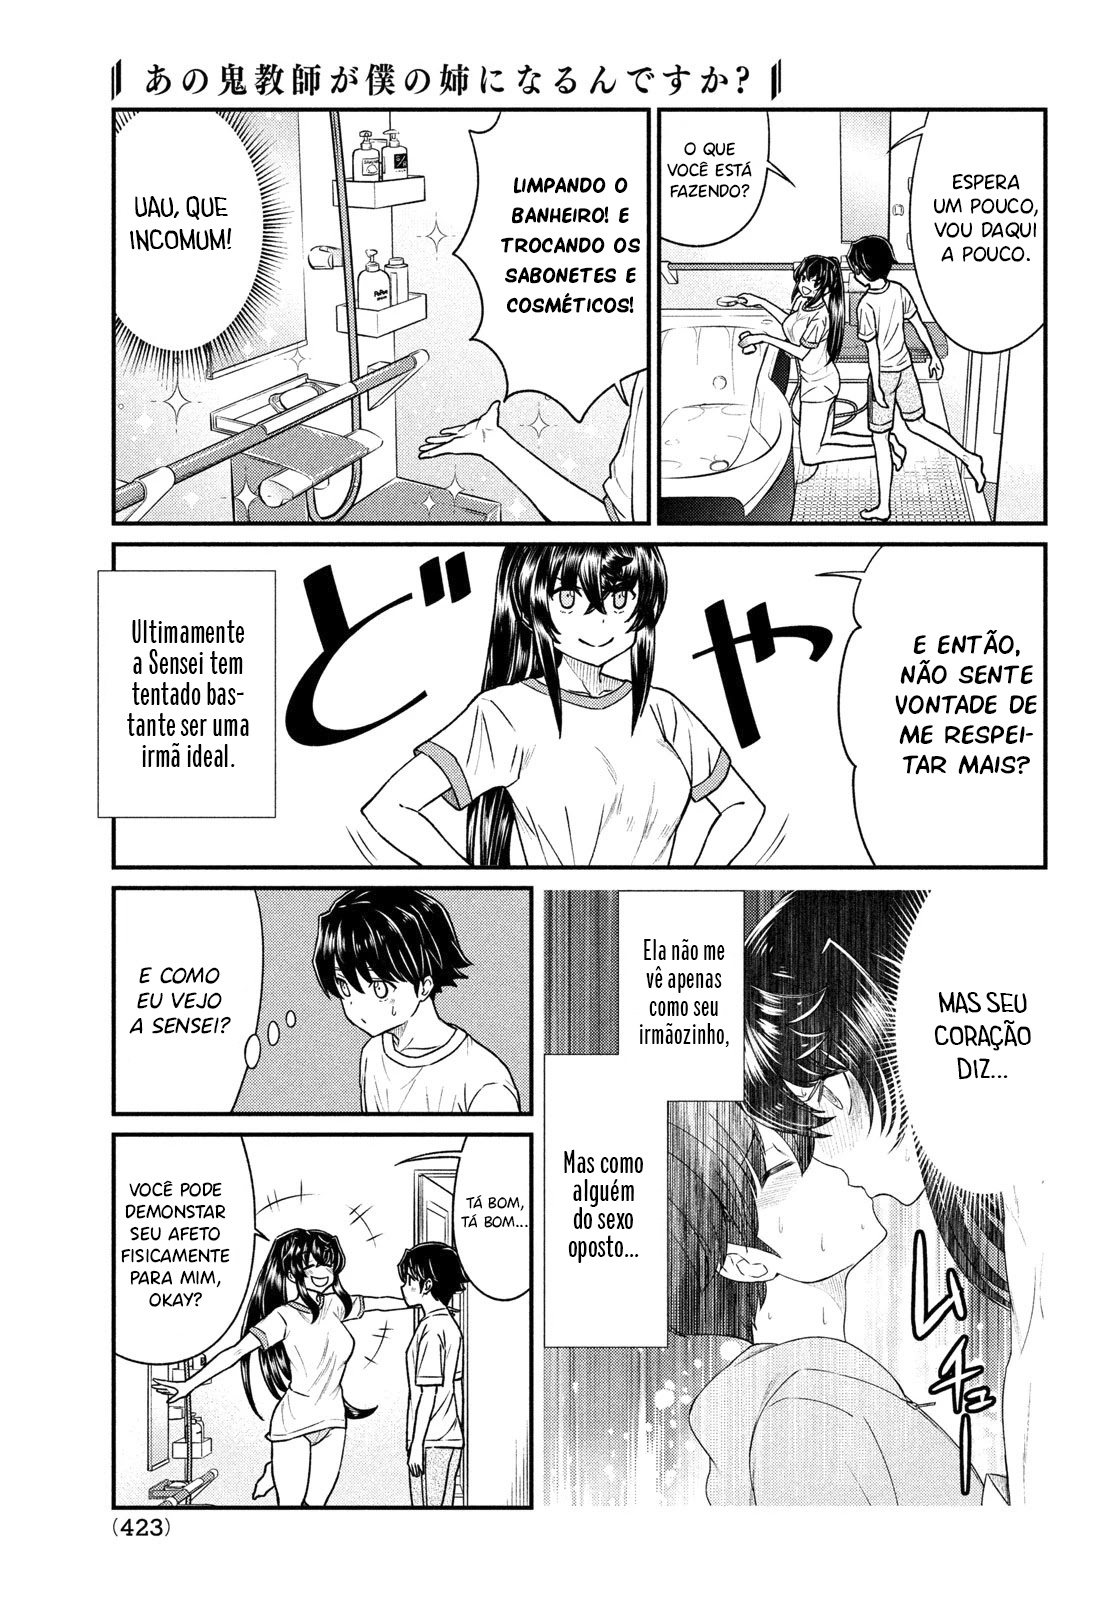 あの鬼教師が僕の姉になるんですか?
O QUE
VOCÊ ESTÁ
FAZENDO?
ESPERA
UM POUCO,
VOU DAQUI
A POUCO.
LIMPANDO O
BANHEIRO! E
TROCANDO OS
SABONETES E
COSMÉTICOS!
UAU, QUE
INCOMUM!
E ENTÃO,
NÃO SENTE
VONTADE DE
ME RESPEI-
TAR MAIS?
ど
や
Ultimamente
a Sensei tem
tentado bas-
tante ser uma
irmã ideal.
MAS SEU
CORAÇÃO
DIZ...
Ela não me
vê apenas
como seu
irmãozinho,
Mas como
alguém
do sexo
oposto...
ムチュー
E COMO
EU VEJO
A SENSEI?
TÁ BOM,
TÁ BOM...
VOCÊ PODE
DEMONSTAR
SEU AFETO
FISICAMENTE
PARA MIM,
OKAY?
(423)